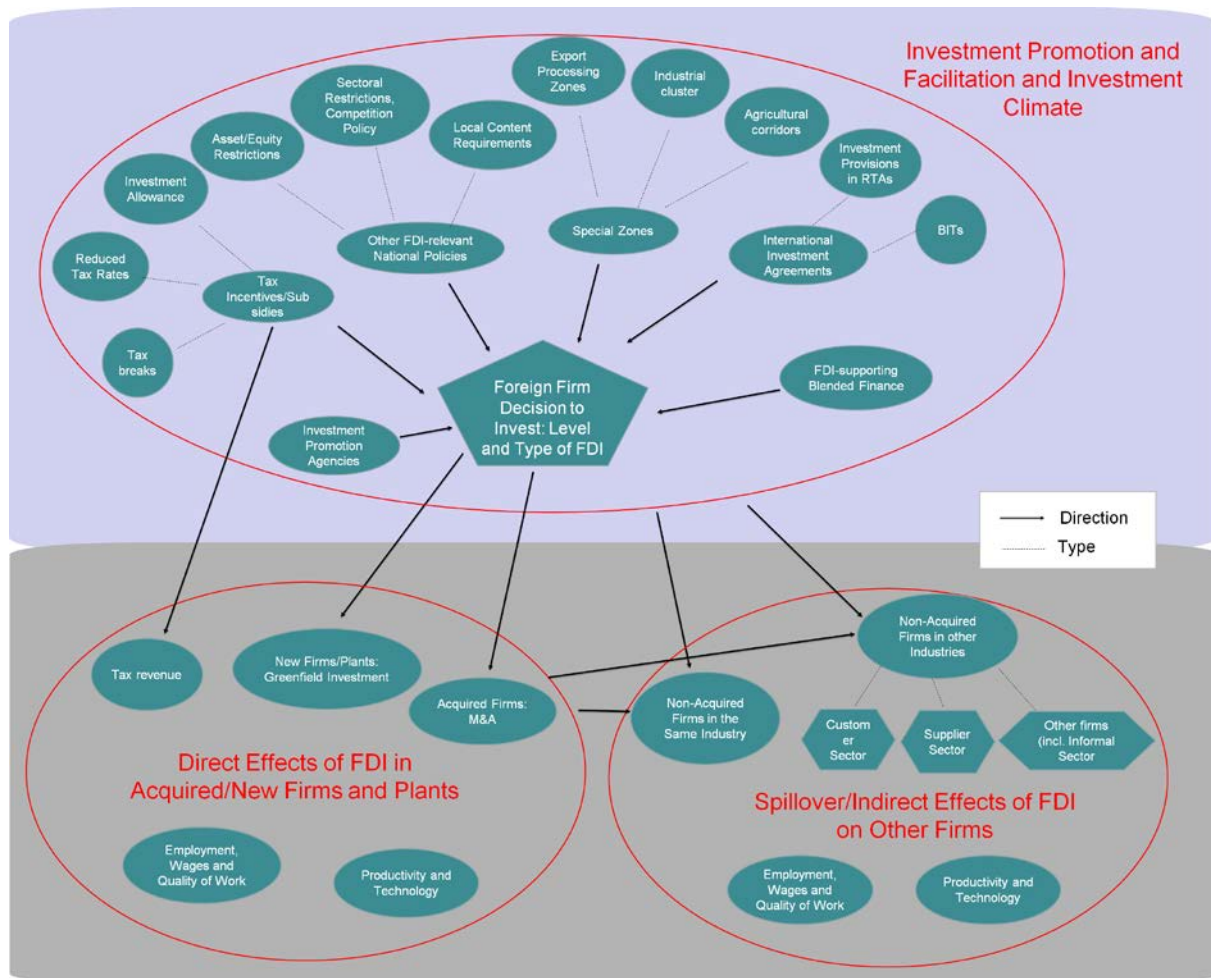 Investment Promotion and
Facilitation and Investment
Climate
Export
Processing
Zones
Industrial
cluster
Sectoral
Restrictions,
Competition
Policy
Agricultural
corridors
Asset/Equity
Restrictions
Local Content
Requirements
Investment
Provisions
in RTAs
Investment
Allowance
BITs
Special Zones
Other FDI-relevant
National Policies
International
Investment
Agreements
Reduced
Tax Rates
Tax
Incentives/Sub
sidies
Tax
breaks
FDI-supporting
Blended Finance
Foreign Firm
Decision to
Invest: Level
and Type of FDI
Investment
Promotion
Agencies
Direction
Type
Tax revenue
New Firms/Plants:
Greenfield Investment
Acquired Firms:
M&A
Non-Acquired
Firms in other
Industries
Non-Acquired
Firms in the
Same Industry
Custom
er
Sector
Supplier
Sector
Other firms
(incl. Informal
Sector
Direct Effects of FDI in
Acquired/New Firms and Plants
Spillover/Indirect Effects of FDI
on Other Firms
Employment,
Wages and
Quality of Work
Productivity and
Technology
Employment,
Wages and
Quality of Work
Productivity and
Technology